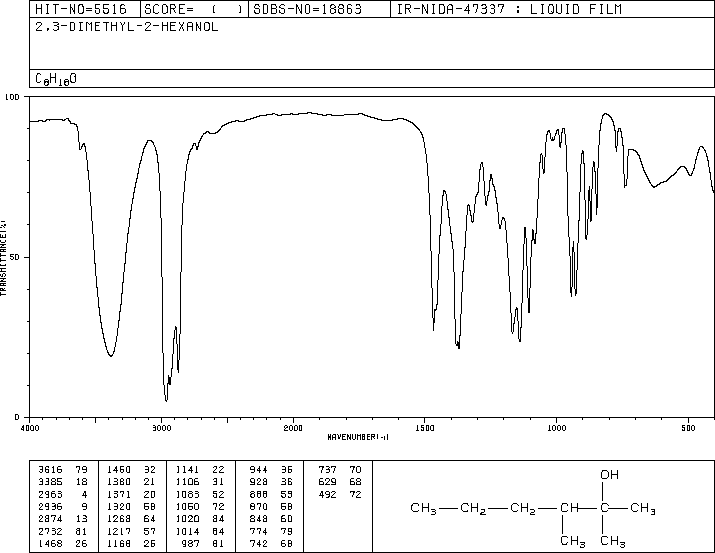 HIT-NO=5516 SCORE= ( ) SDBS-NO=18863 IR-NIDA-47337 : LIQUID FILM
2,3-DIMETHYL-2-HEXANOL
C8H18O
100
50
0
TRANSMITTANCE(%)
4000 3000 2000 1500 1000 500
WAVENUMBER(-1)
3616 79 1460 32 1141 22 944 36 737 70
3385 18 1380 21 1106 31 928 36 629 68
2963 4 1371 20 1083 52 888 53 492 72
2936 9 1320 58 1050 72 870 58
2874 13 1268 64 1020 84 848 60
2732 81 1217 57 1014 84 774 79
1468 26 1168 25 987 81 742 68
OH
CH3 CH2 CH2 CH C CH3
CH3 CH3